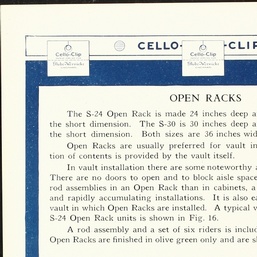 CELLO-CLIP
Cello-Clip
Cello-Clip
OPEN RACKS
The S-24 Open Rack is made 24 inches deep a
the short dimension. The S-30 is 30 inches deep a
the short dimension. Both sizes are 36 inches wid
Open Racks are usually preferred for vault in
tion of contents is provided by the vault itself.
In vault installation there are some noteworthy a
There are no doors to open and to block aisle space
rod assemblies in an Open Rack than in cabinets, a
and rapidly accumulating installations. It is also ea
vault in which Open Racks are installed. A typical v
S-24 Open Rack units is shown in Fig. 16.
A rod assembly and a set of six riders is includ
Open Racks are finished in olive green only and are sh